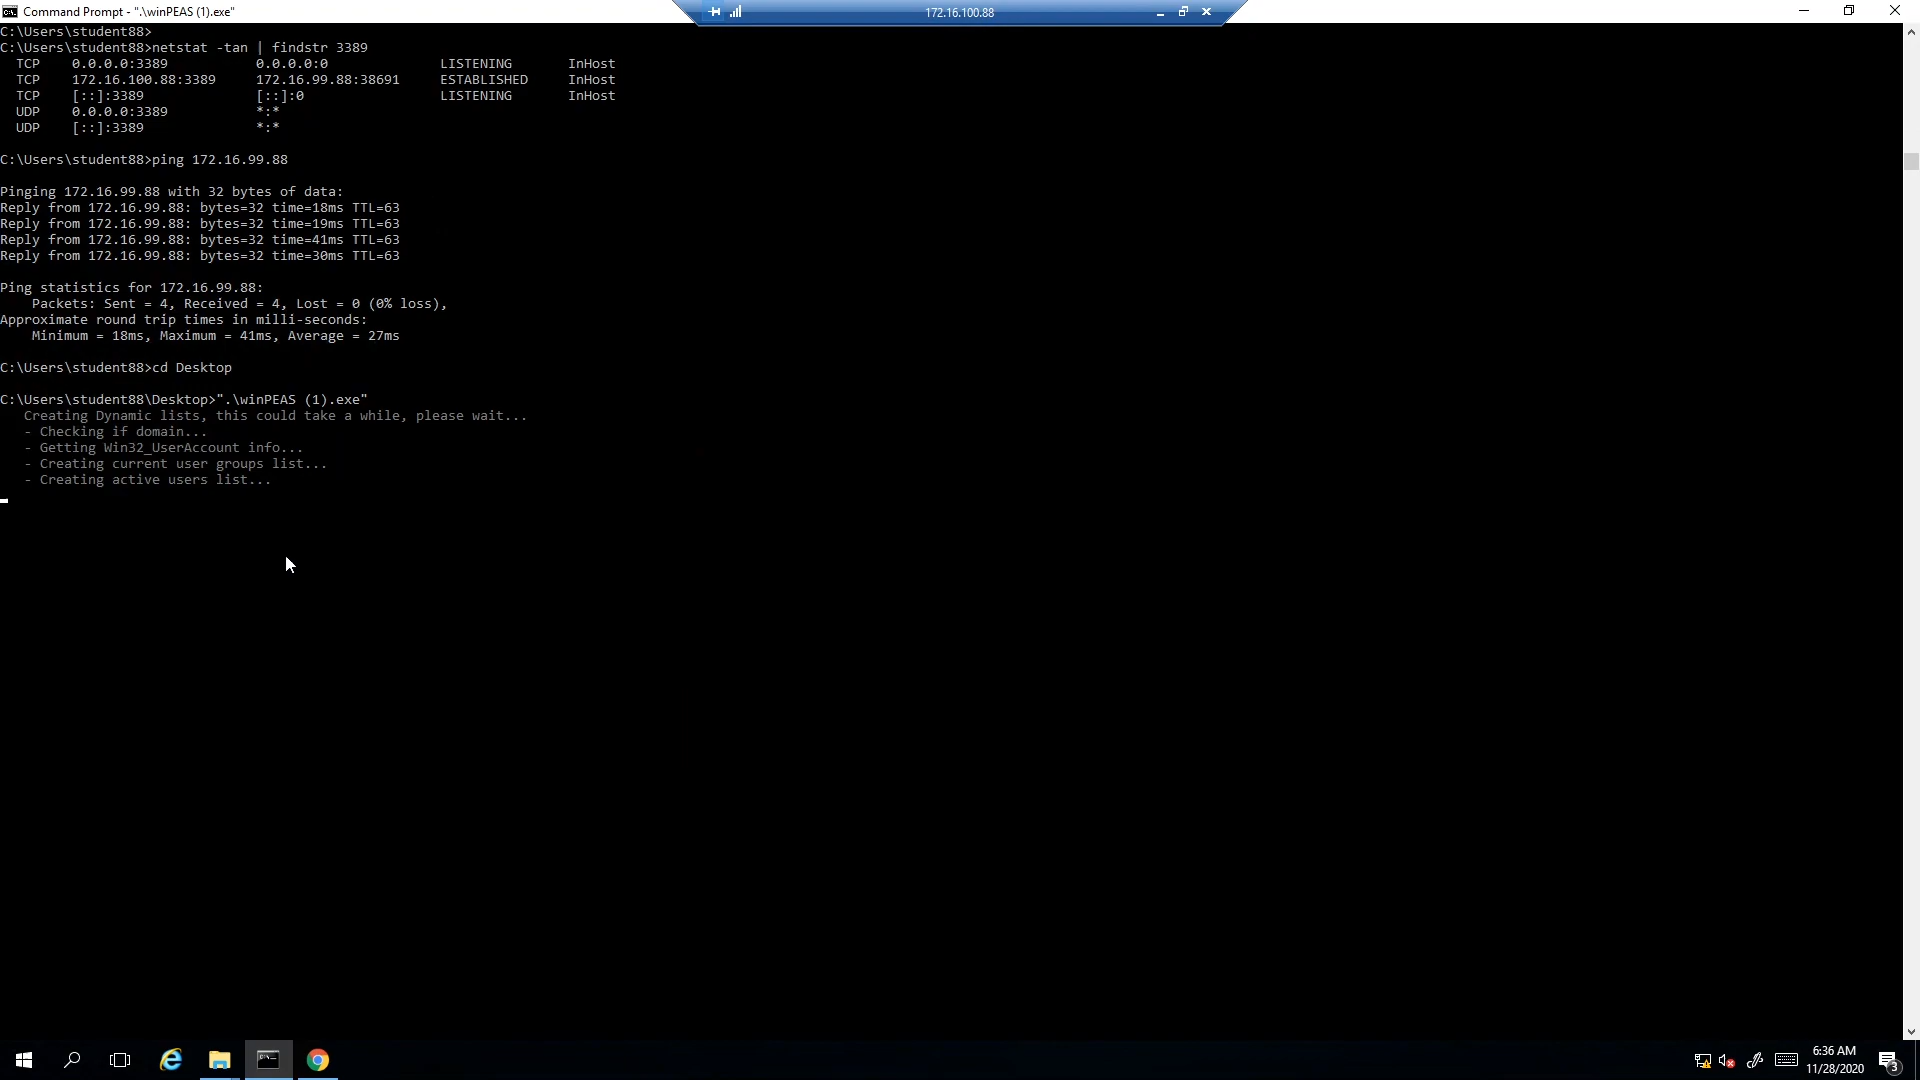 Command Prompt - ".\winPEAS (1).exe"
172.16.100.88
C:\Users\student88>
C:\Users\student88>netstat -tan | findstr 3389
  TCP    0.0.0.0:3389           0.0.0.0:0              LISTENING       InHost
  TCP    172.16.100.88:3389     172.16.99.88:38691     ESTABLISHED     InHost
  TCP    [::]:3389              [::]:0                 LISTENING       InHost
  UDP    0.0.0.0:3389           *:*
  UDP    [::]:3389              *:*
C:\Users\student88>ping 172.16.99.88
Pinging 172.16.99.88 with 32 bytes of data:
Reply from 172.16.99.88: bytes=32 time=18ms TTL=63
Reply from 172.16.99.88: bytes=32 time=19ms TTL=63
Reply from 172.16.99.88: bytes=32 time=41ms TTL=63
Reply from 172.16.99.88: bytes=32 time=30ms TTL=63
Ping statistics for 172.16.99.88:
    Packets: Sent = 4, Received = 4, Lost = 0 (0% loss),
Approximate round trip times in milli-seconds:
    Minimum = 18ms, Maximum = 41ms, Average = 27ms
C:\Users\student88>cd Desktop
C:\Users\student88\Desktop>".\winPEAS (1).exe"
   Creating Dynamic lists, this could take a while, please wait...
   - Checking if domain...
   - Getting Win32_UserAccount info...
   - Creating current user groups list...
   - Creating active users list...
6:36 AM
11/28/2020
3